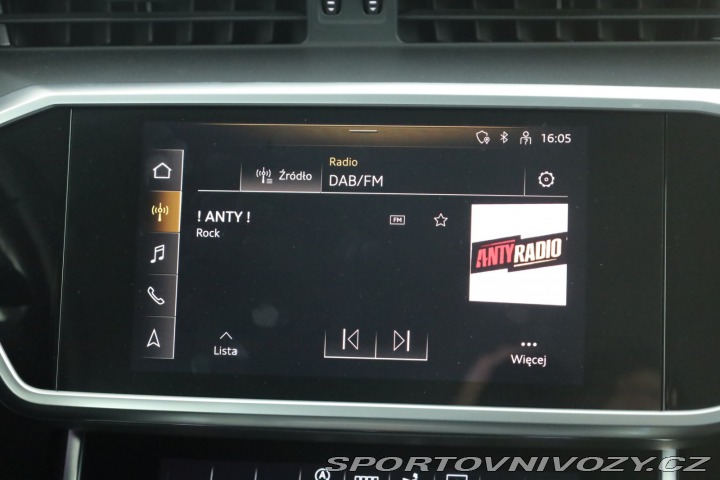 16:05
Źródło
Radio
DAB/FM
! ANTY !
FM
Rock
ANTYRADIO
Lista
Więcej
A
SPORTOVNIVOZY.CZ